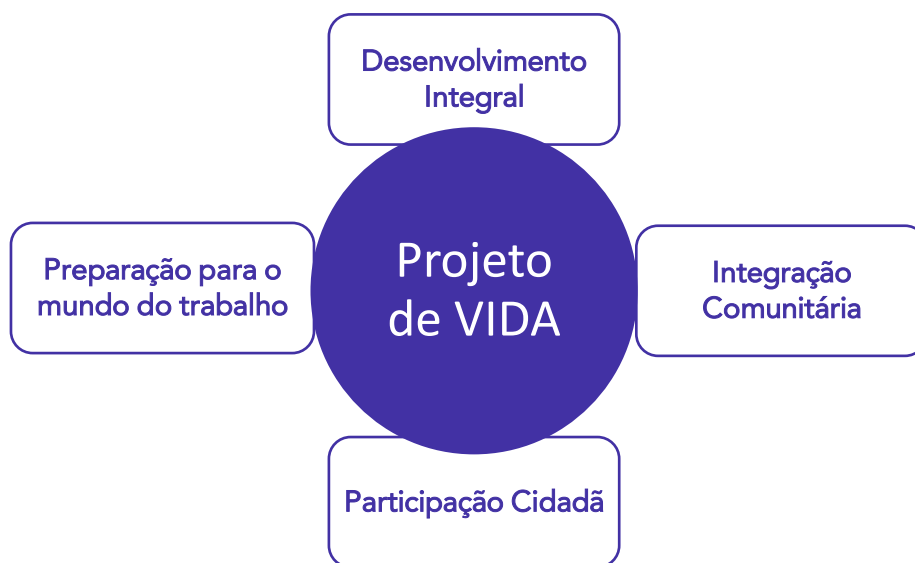 Desenvolvimento
Integral
Preparação para o
mundo do trabalho
Projeto
de VIDA
Integração
Comunitária
Participação Cidadã